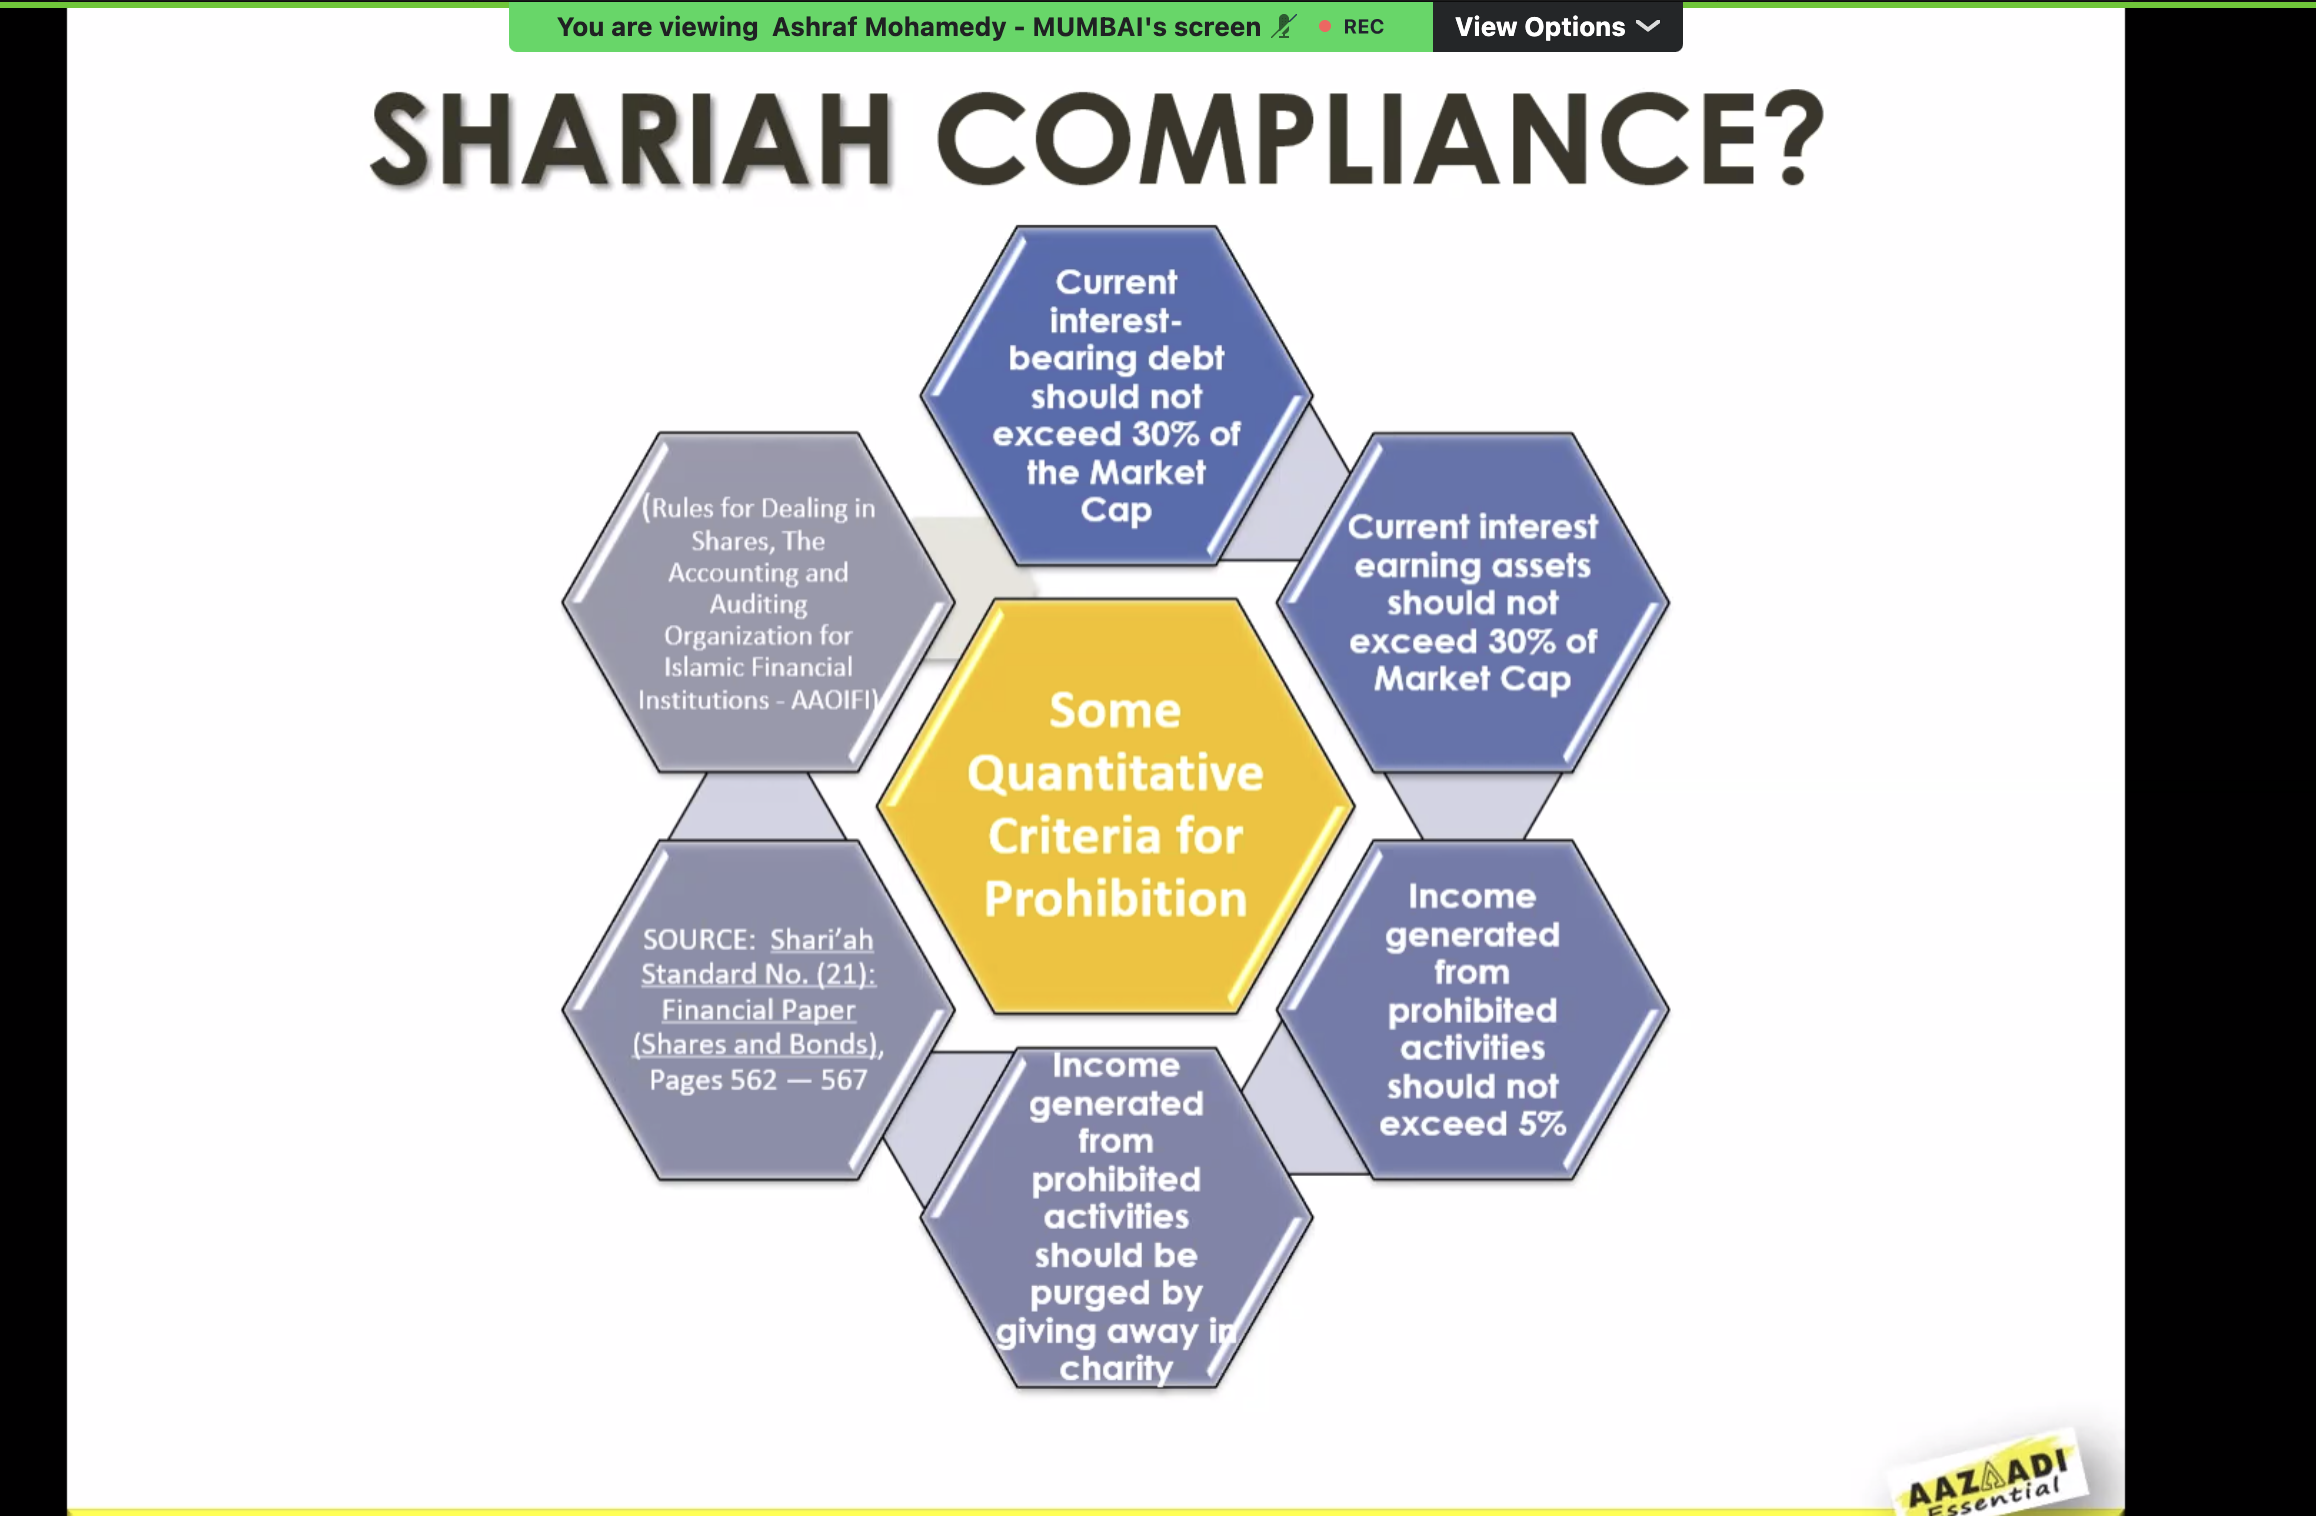 You are viewing Ashraf Mohamedy - MUMBAI's screen REC View Options
SHARIAH COMPLIANCE?
Current
interest-
bearing debt
should not
exceed 30% of
the Market
Cap
Current interest
earning assets
should not
exceed 30% of
Market Cap
Income
generated
from
prohibited
activities
should not
exceed 5%
Income
generated
from
prohibited
activities
should be
purged by
giving away in
charity
SOURCE: Shari’ah
Standard No. (21):
Financial Paper
(Shares and Bonds),
Pages 562 — 567
(Rules for Dealing in
Shares, The
Accounting and
Auditing
Organization for
Islamic Financial
Institutions - AAOIFI)
Some
Quantitative
Criteria for
Prohibition
AAZAADI
Essential